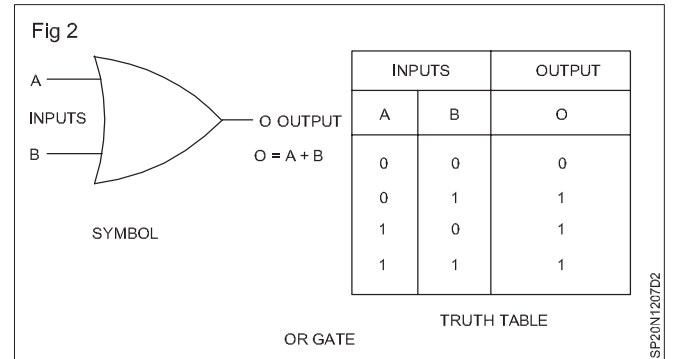 Fig 2
A
INPUTS
B
O OUTPUT
O = A + B
SYMBOL
INPUTS OUTPUT
A B O
0 0 0
0 1 1
1 0 1
1 1 1
TRUTH TABLE
OR GATE
SP20N1207D2